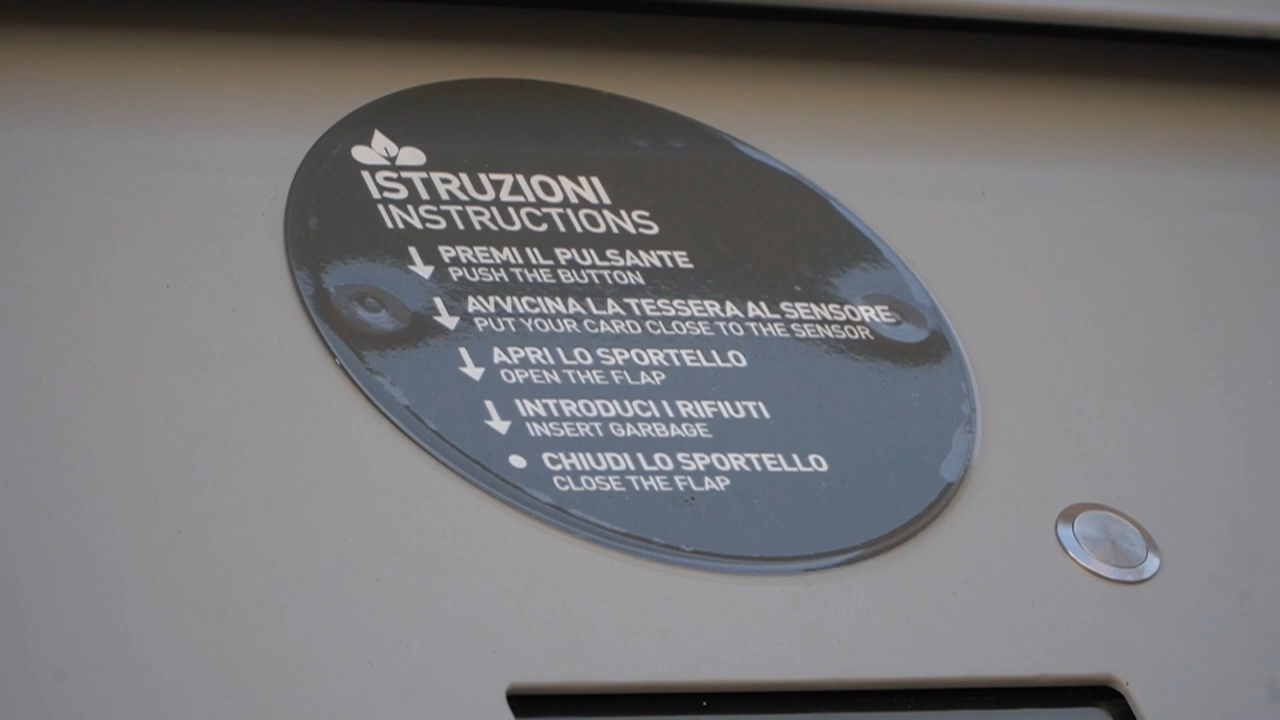 ISTRUZIONI
INSTRUCTIONS
PREMI IL PULSANTE
PUSH THE BUTTON
AVVICINA LA TESSERA AL SENSORE
PUT YOUR CARD CLOSE TO THE SENSOR
APRI LO SPORTELLO
OPEN THE FLAP
INTRODUCI I RIFIUTI
INSERT GARBAGE
CHIUDI LO SPORTELLO
CLOSE THE FLAP